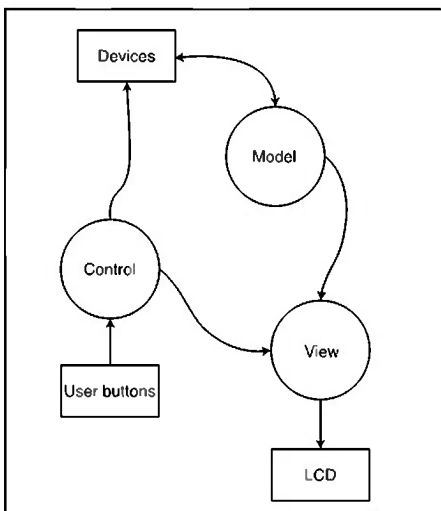 Devices
Model
Control
View
User buttons
LCD